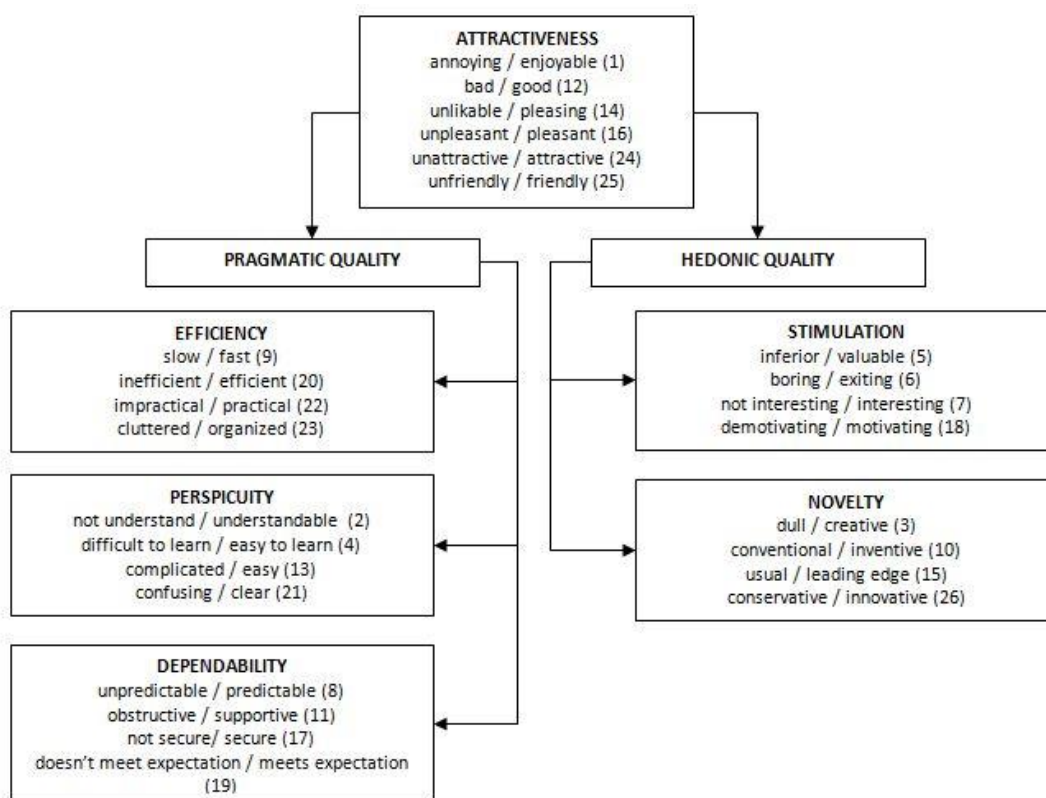 ATTRACTIVENESS
annoying / enjoyable (1)
bad / good (12)
unlikable / pleasing (14)
unpleasant / pleasant (16)
unattractive / attractive (24)
unfriendly / friendly (25)
PRAGMATIC QUALITY
HEDONIC QUALITY
EFFICIENCY
slow / fast (9)
inefficient / efficient (20)
impractical / practical (22)
cluttered / organized (23)
STIMULATION
inferior / valuable (5)
boring / exiting (6)
not interesting / interesting (7)
demotivating / motivating (18)
PERSPICUITY
not understand / understandable (2)
difficult to learn / easy to learn (4)
complicated / easy (13)
confusing / clear (21)
NOVELTY
dull / creative (3)
conventional / inventive (10)
usual / leading edge (15)
conservative / innovative (26)
DEPENDABILITY
unpredictable / predictable (8)
obstructive / supportive (11)
not secure/ secure (17)
doesn't meet expectation / meets expectation
(19)